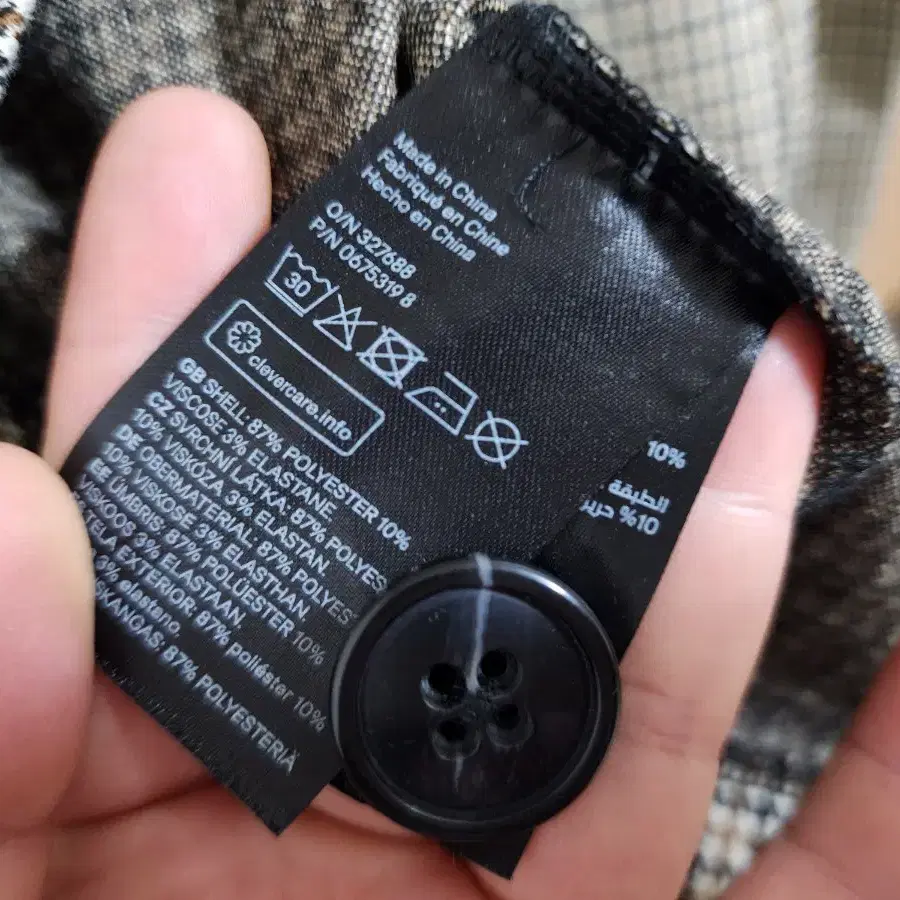 Made in China
Fabriqué en Chine
Hecho en China
O/N 327688
P/N 0675319 8
30
clevercare.info
GB SHELL: 87% POLYESTER 10%
VISCOSE 3% ELASTANE
CZ SVRCHNÍ LÁTKA: 87% POLYES
10% VISKÓZA 3% ELASTAN.
DE OBERMATERIAL 87% POLYES
10% VISKOSE 3% ELASTHAN.
EE ÜMBRIS: 87% POLÜESTER 10%
VISKOOS 3% ELASTAAN.
TELA EXTERIOR: 87% poliéster 10%
3% elastano.
KANGAS: 87% POLYESTERIÄ
10%
الطبقة
10% حرير